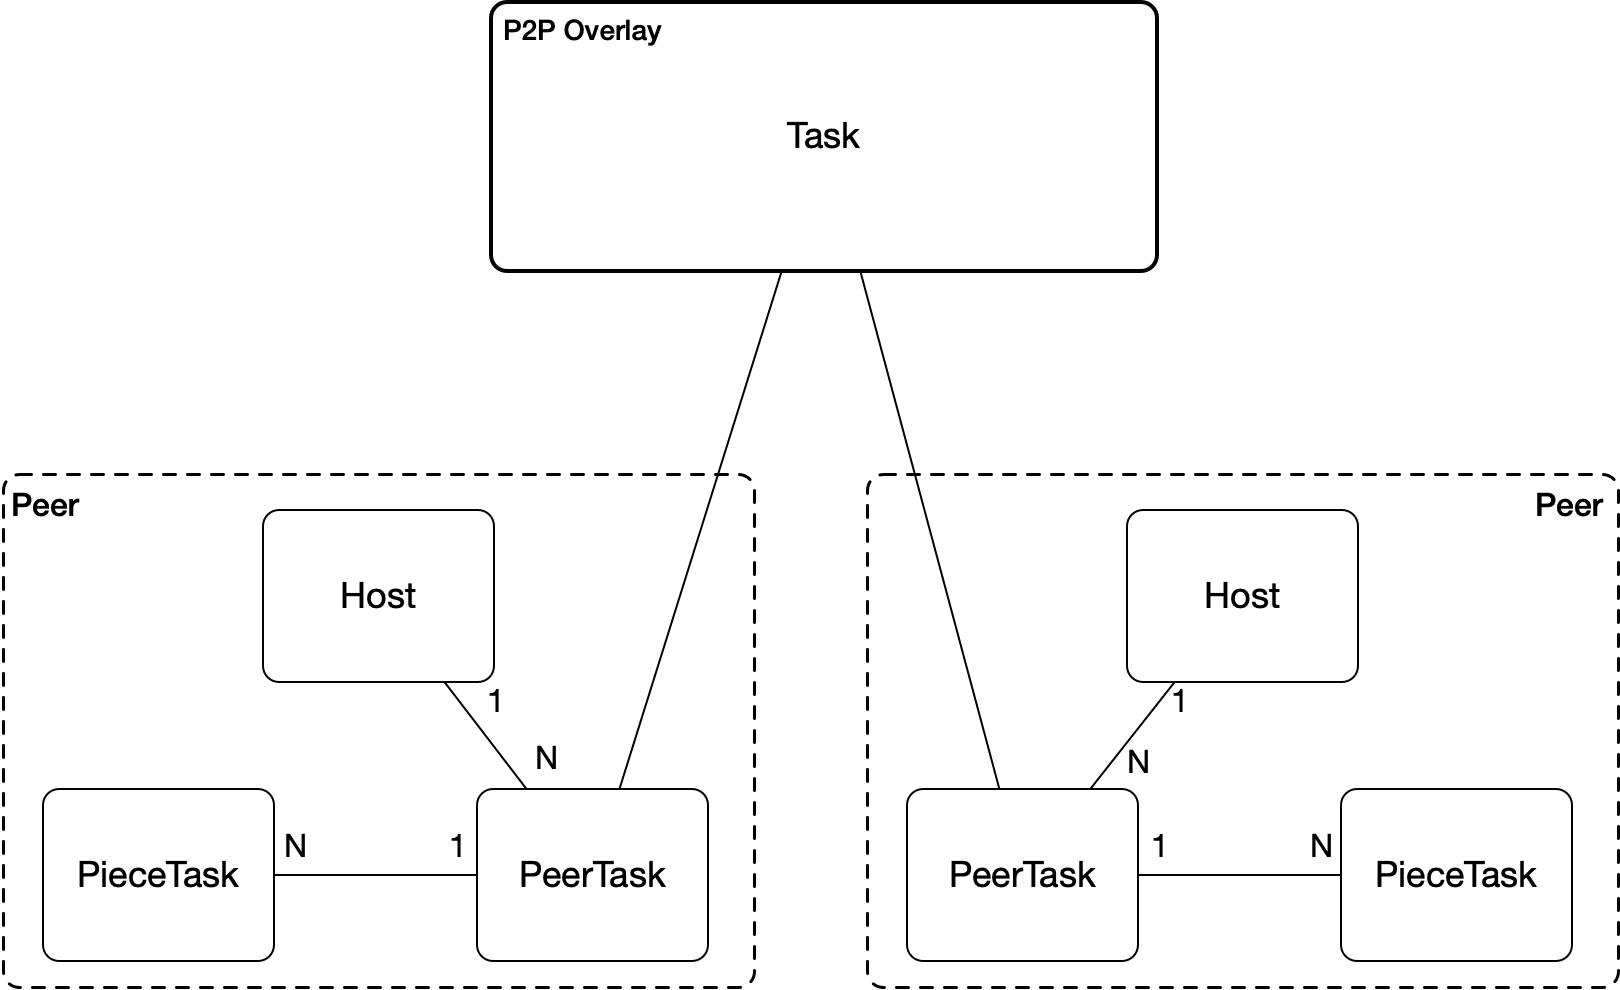 P2P Overlay
Task
Peer
Host
1
N
PieceTask
N
1
PeerTask
Peer
Host
1
N
PeerTask
1
N
PieceTask